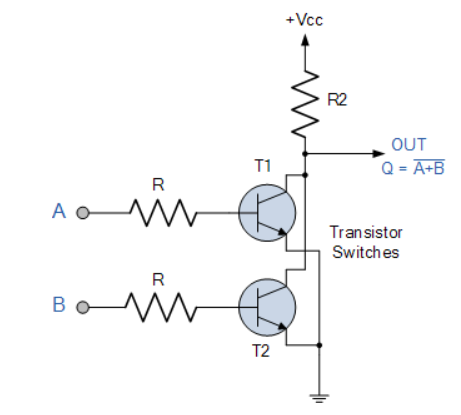 +Vcc
R2
OUT
Q = A+B
T1
R
A
Transistor
Switches
R
B
T2